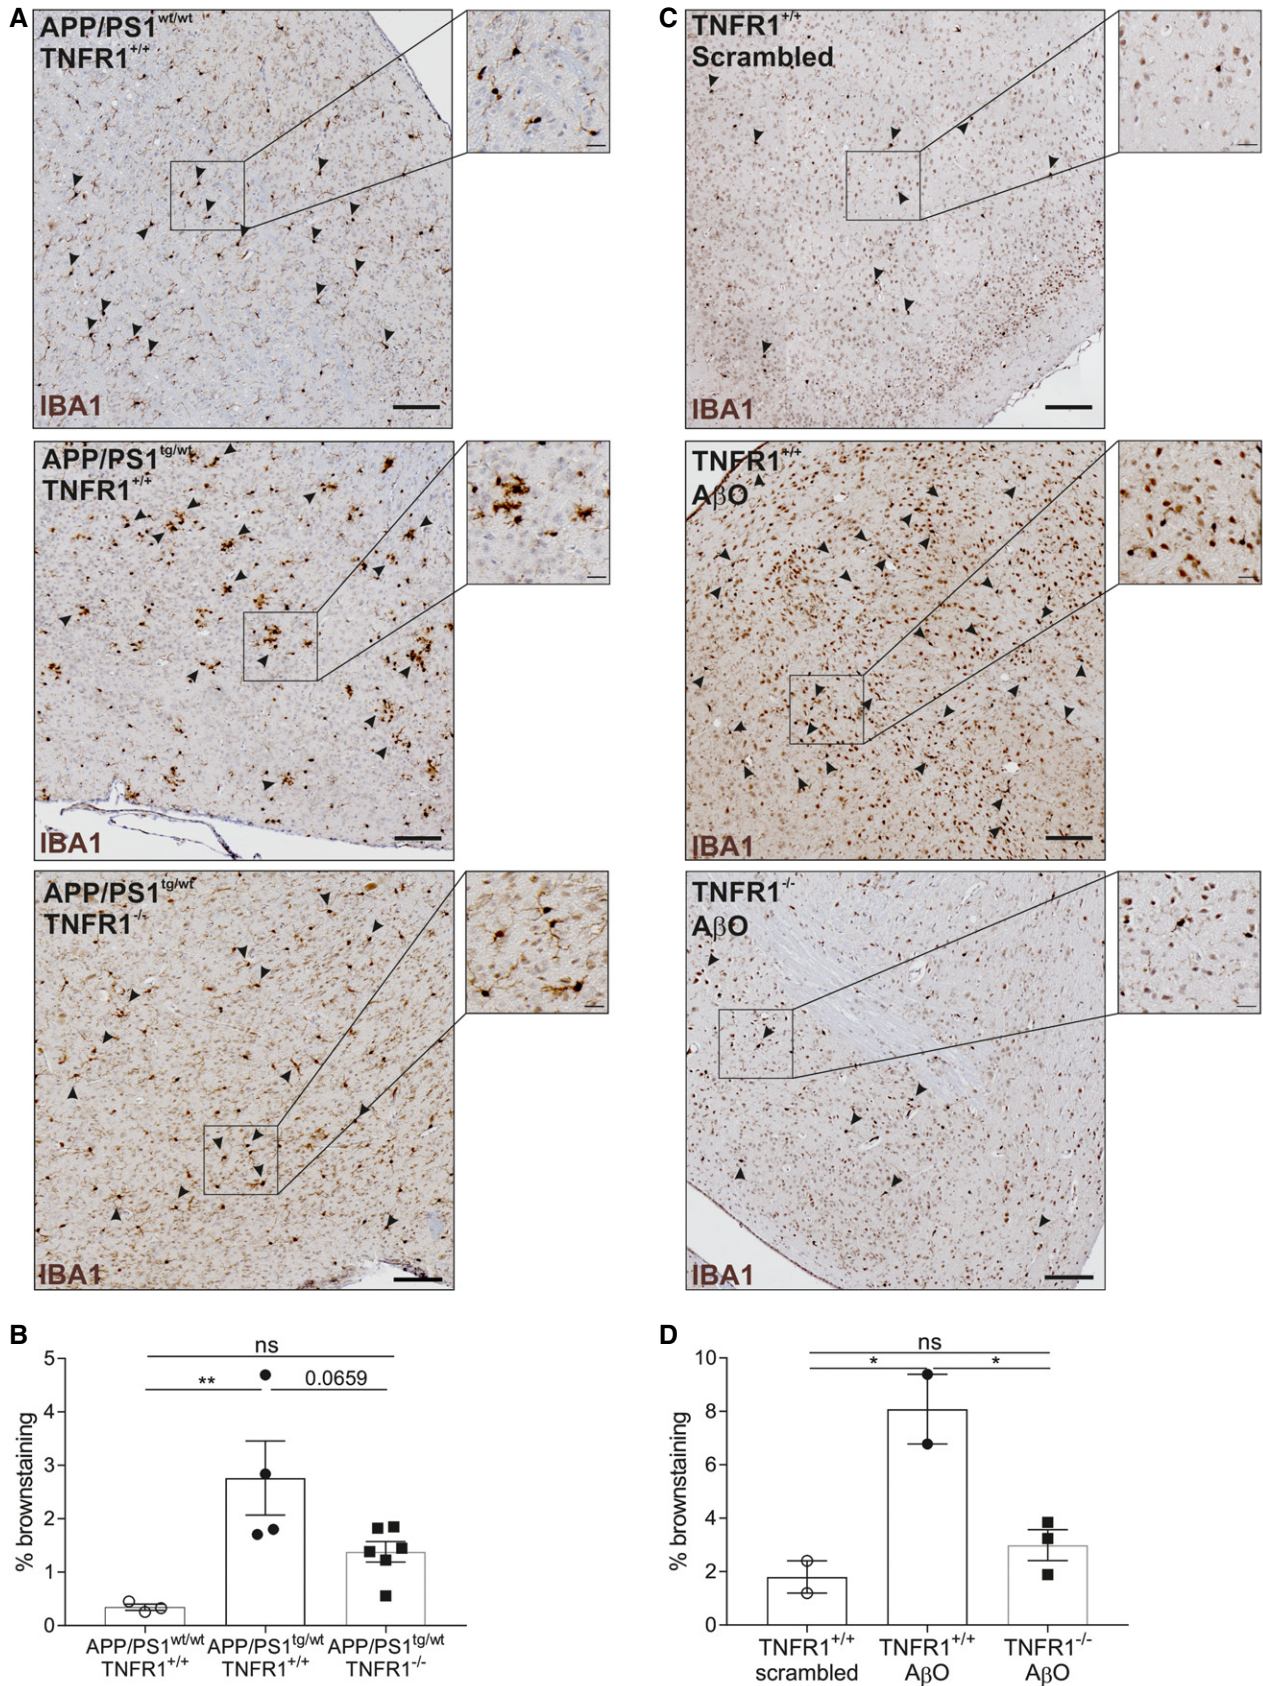 A
APP/PS1wt/wt
TNFR1+/+
IBA1
APP/PS1tg/wt
TNFR1+/+
IBA1
APP/PS1tg/wt
TNFR1-/-
IBA1
B
ns
**
0.0659
5
4
3
2
1
0
% brownstaining
APP/PS1wt/wt APP/PS1tg/wt APP/PS1tg/wt
TNFR1+/+ TNFR1+/+ TNFR1-/-
C
TNFR1+/+
Scrambled
IBA1
TNFR1+/+
AβO
IBA1
TNFR1-/-
AβO
IBA1
D
ns
* *
10
8
6
4
2
0
% brownstaining
TNFR1+/+ TNFR1+/+ TNFR1-/-
scrambled AβO AβO